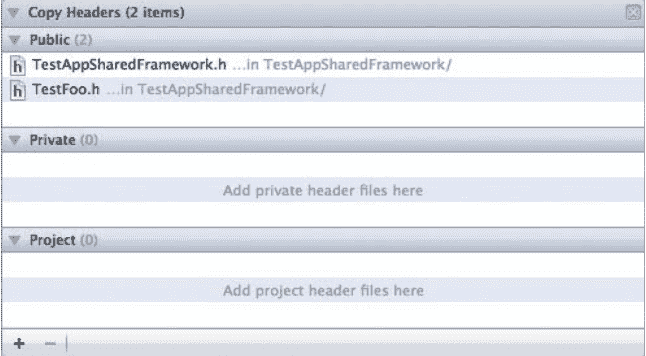 Copy Headers (2 items)
Public (2)
TestAppSharedFramework.h ...in TestAppSharedFramework/
TestFoo.h ...in TestAppSharedFramework/
Private (0)
Add private header files here
Project (0)
Add project header files here